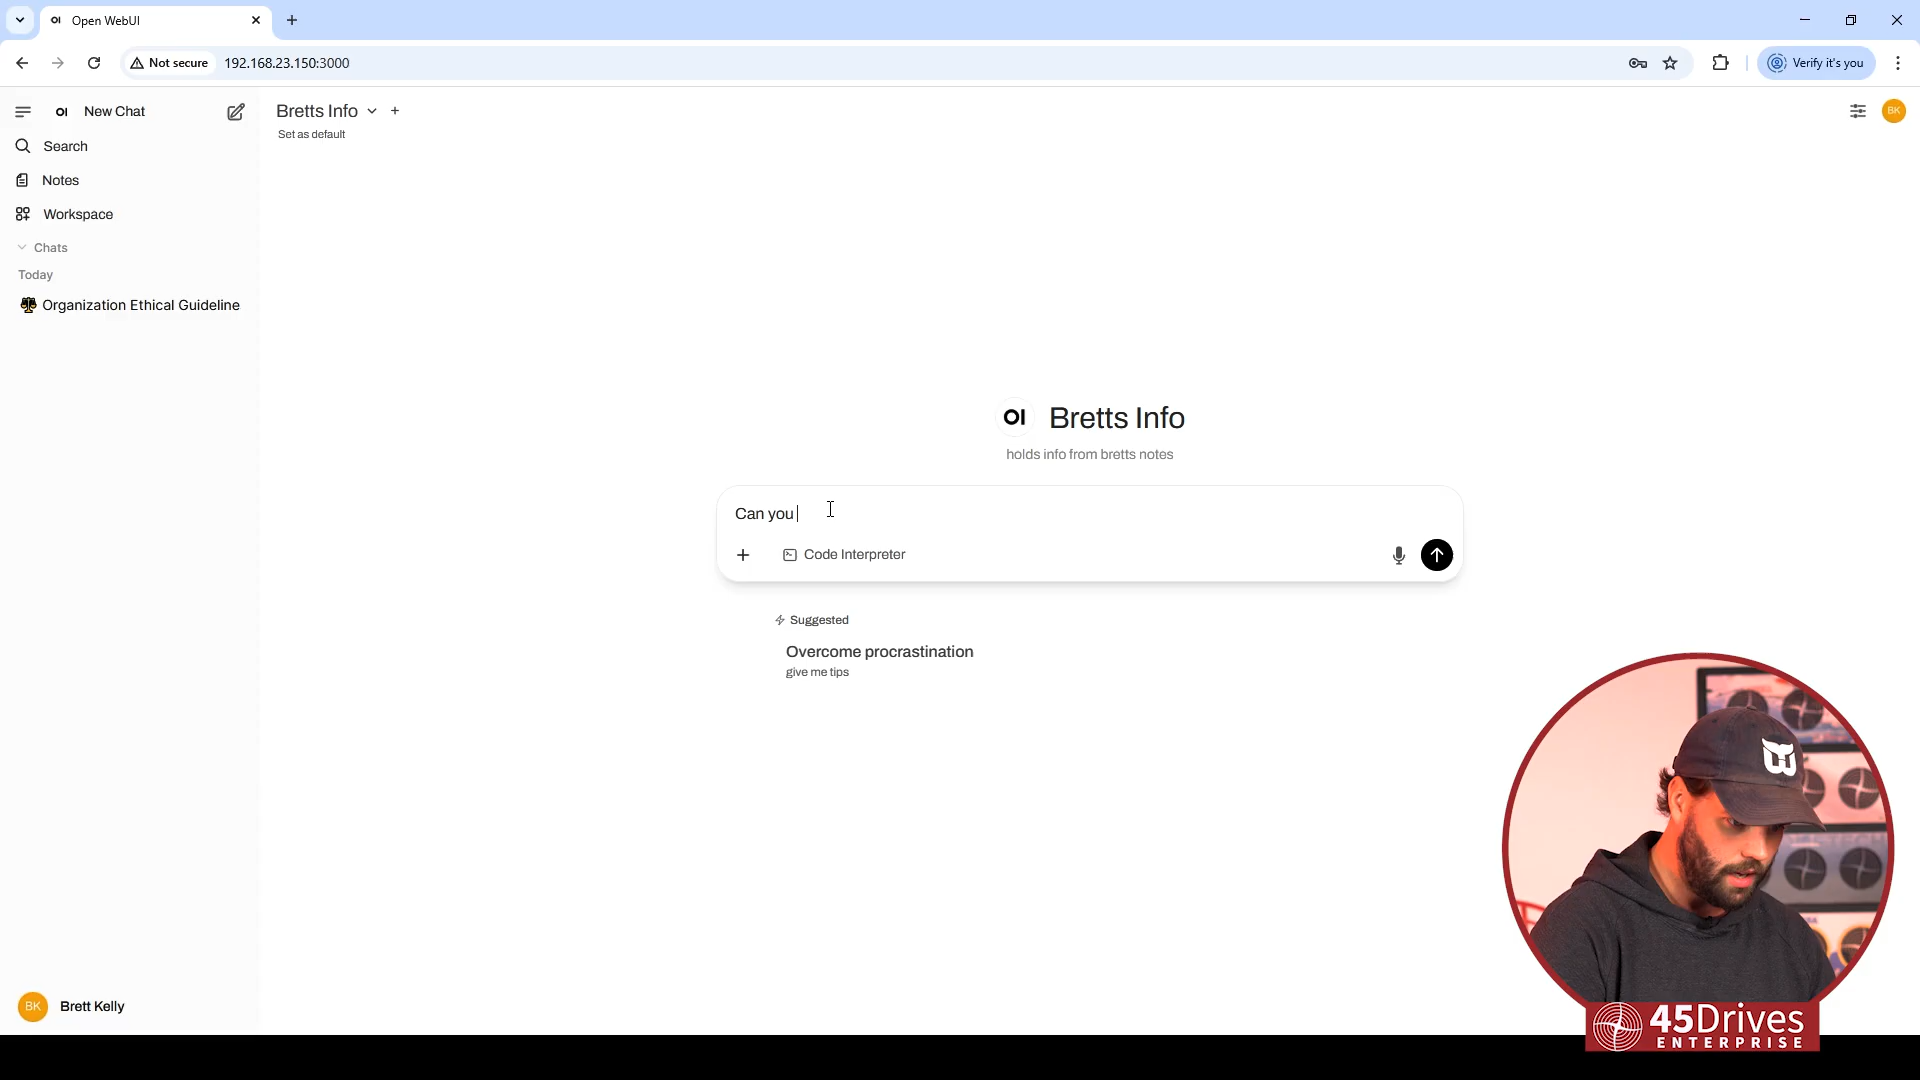 Open WebUI
Not secure
192.168.23.150:3000
Verify it's you
OI
New Chat
Bretts Info
Set as default
BK
Search
Notes
Workspace
Chats
Today
Organization Ethical Guideline
OI Bretts Info
holds info from bretts notes
Can you
Code Interpreter
Suggested
Overcome procrastination
give me tips
BK
Brett Kelly
45Drives
ENTERPRISE